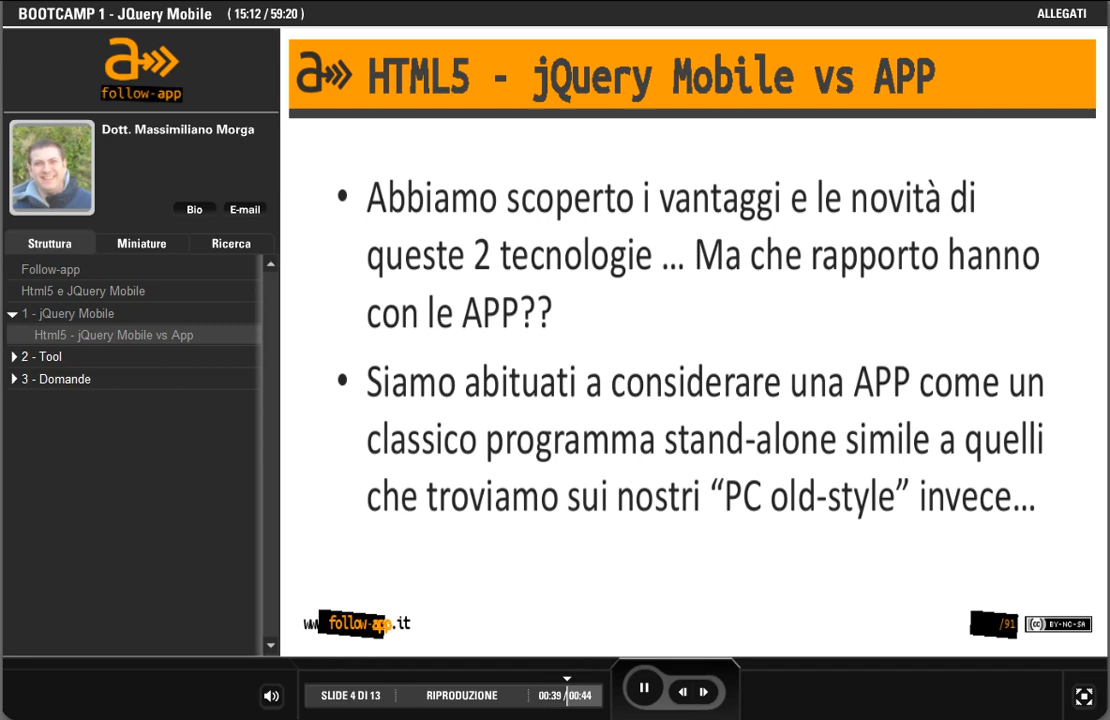 BOOTCAMP 1 - JQuery Mobile ( 15:12 / 59:20 )
ALLEGATI
a
follow-app
Dott. Massimiliano Morga
Bio
E-mail
Struttura
Miniature
Ricerca
Follow-app
Html5 e JQuery Mobile
1 - jQuery Mobile
Html5 - jQuery Mobile vs App
2 - Tool
3 - Domande
a HTML5 - jQuery Mobile vs APP
• Abbiamo scoperto i vantaggi e le novità di
queste 2 tecnologie ... Ma che rapporto hanno
con le APP??
• Siamo abituati a considerare una APP come un
classico programma stand-alone simile a quelli
che troviamo sui nostri “PC old-style” invece...
www.follow-app.it
/91
(cc) BY-NC-SA
SLIDE 4 DI 13
RIPRODUZIONE
00:39 / 00:44